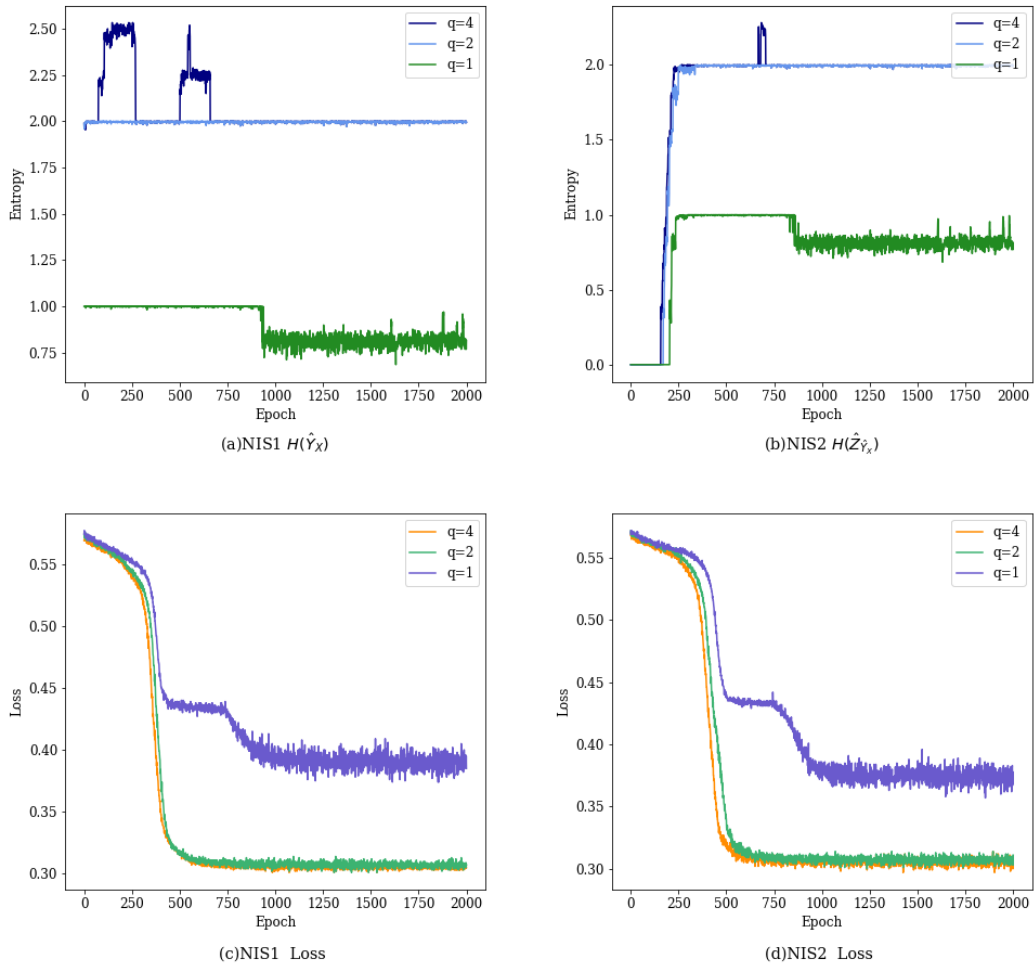 2.50
2.25
2.00
1.75
1.50
1.25
1.00
0.75
Entropy
0 250 500 750 1000 1250 1500 1750 2000
Epoch
q=4
q=2
q=1
(a)NIS1 H(Ŷ_X)
2.0
1.5
1.0
0.5
0.0
Entropy
0 250 500 750 1000 1250 1500 1750 2000
Epoch
q=4
q=2
q=1
(b)NIS2 H(Ẑ_{Ŷ_X})
0.55
0.50
0.45
0.40
0.35
0.30
Loss
0 250 500 750 1000 1250 1500 1750 2000
Epoch
q=4
q=2
q=1
(c)NIS1 Loss
0.55
0.50
0.45
0.40
0.35
0.30
Loss
0 250 500 750 1000 1250 1500 1750 2000
Epoch
q=4
q=2
q=1
(d)NIS2 Loss